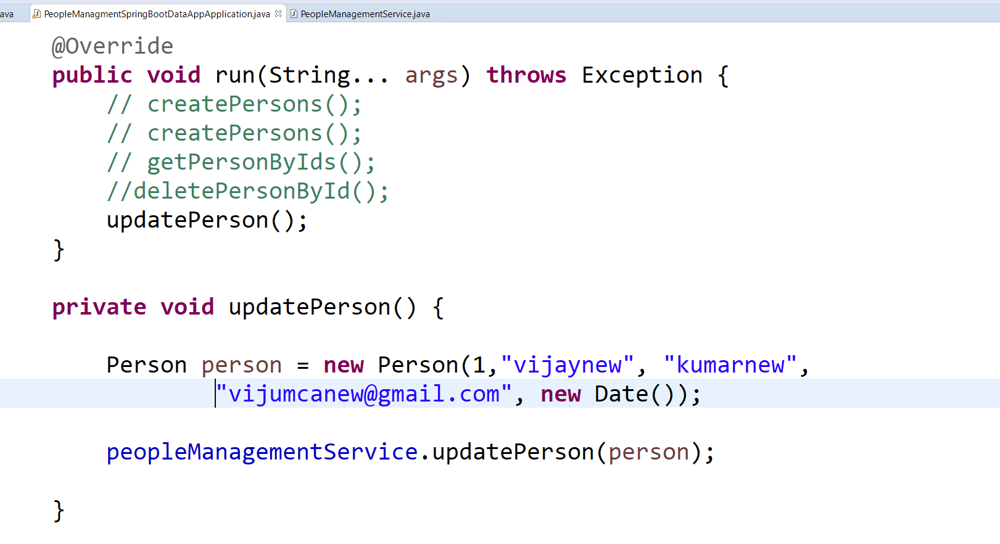 ava PeopleManagmentSpringBootDataAppApplication.java PeopleManagementService.java
@Override
public void run(String... args) throws Exception {
// createPersons();
// createPersons();
// getPersonByIds();
//deletePersonById();
updatePerson();
}
private void updatePerson() {
Person person = new Person(1,"vijaynew", "kumarnew",
"vijumcanew@gmail.com", new Date());
peopleManagementService.updatePerson(person);
}